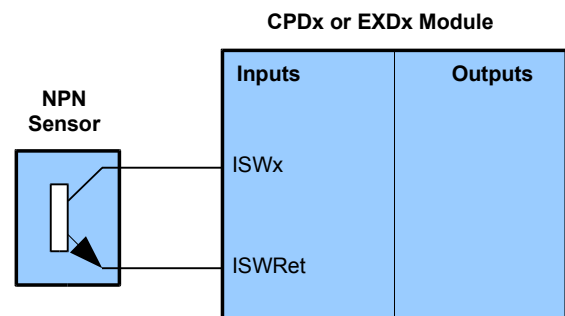 CPDx or EXDx Module
Inputs
Outputs
NPN
Sensor
ISWx
ISWRet